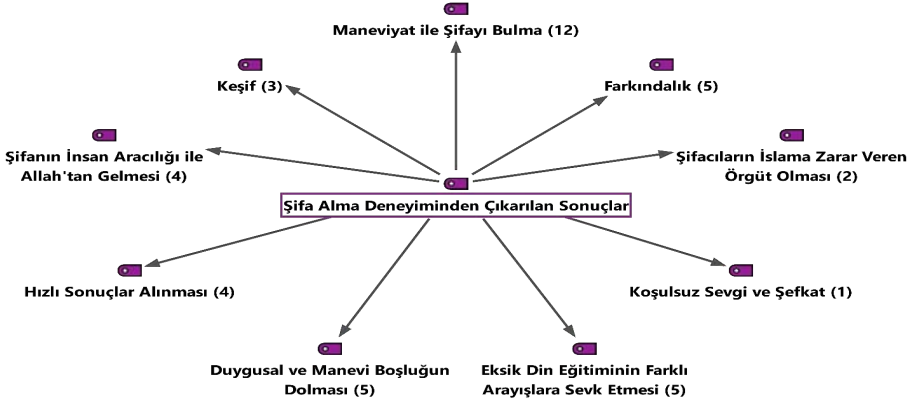 Maneviyat ile Şifayı Bulma (12)
Keşif (3)
Farkındalık (5)
Şifanın İnsan Aracılığı ile
Allah'tan Gelmesi (4)
Şifacıların İslama Zarar Veren
Örgüt Olması (2)
Şifa Alma Deneyiminden Çıkarılan Sonuçlar
Hızlı Sonuçlar Alınması (4)
Koşulsuz Sevgi ve Şefkat (1)
Duygusal ve Manevi Boşluğun
Dolması (5)
Eksik Din Eğitiminin Farklı
Arayışlara Sevk Etmesi (5)